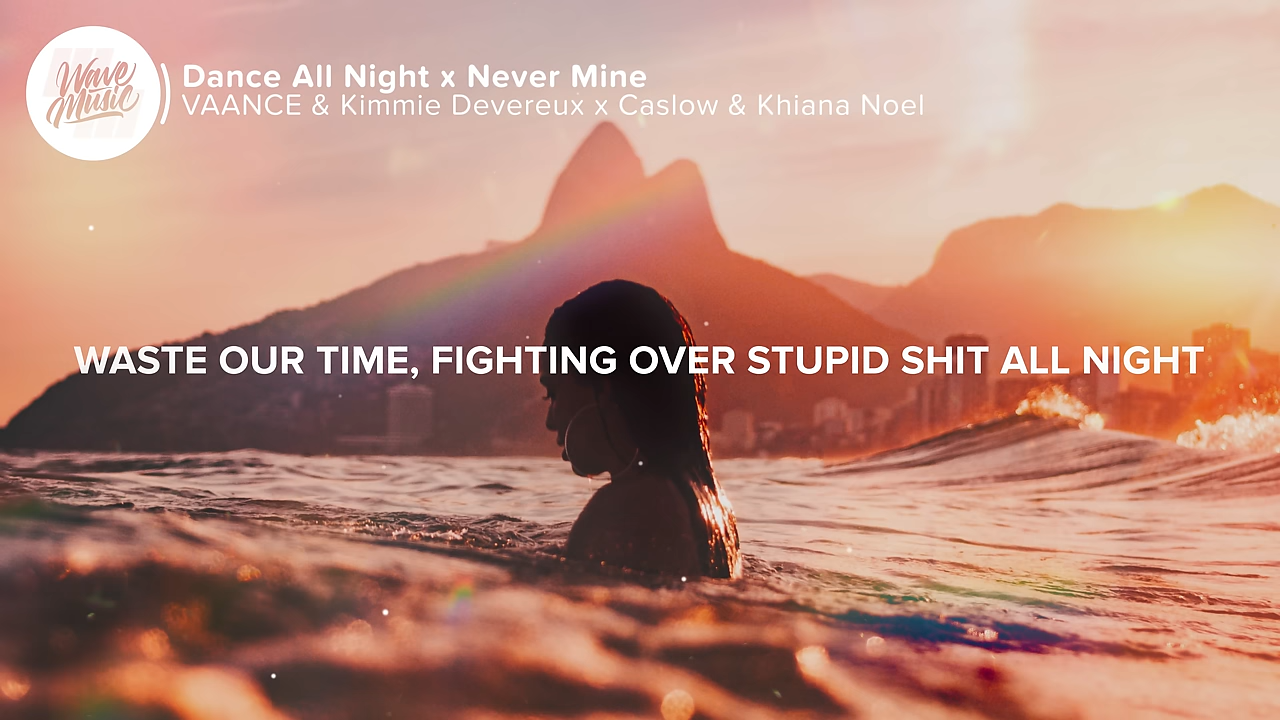 Wave
Music
Dance All Night x Never Mine
VAANCE & Kimmie Devereux x Caslow & Khiana Noel
WASTE OUR TIME, FIGHTING OVER STUPID SHIT ALL NIGHT